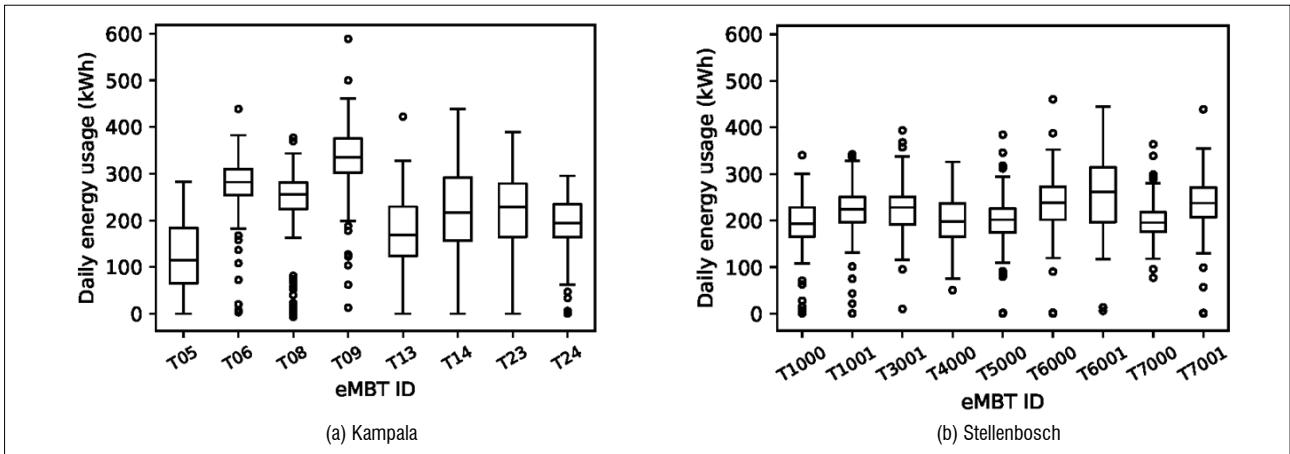 Daily energy usage (kWh)
600
500
400
300
200
100
0
T05 T06 T08 T09 T13 T14 T23 T24
eMBT ID
(a) Kampala
Daily energy usage (kWh)
600
500
400
300
200
100
0
T1000 T1001 T3001 T4000 T5000 T6000 T6001 T7000 T7001
eMBT ID
(b) Stellenbosch